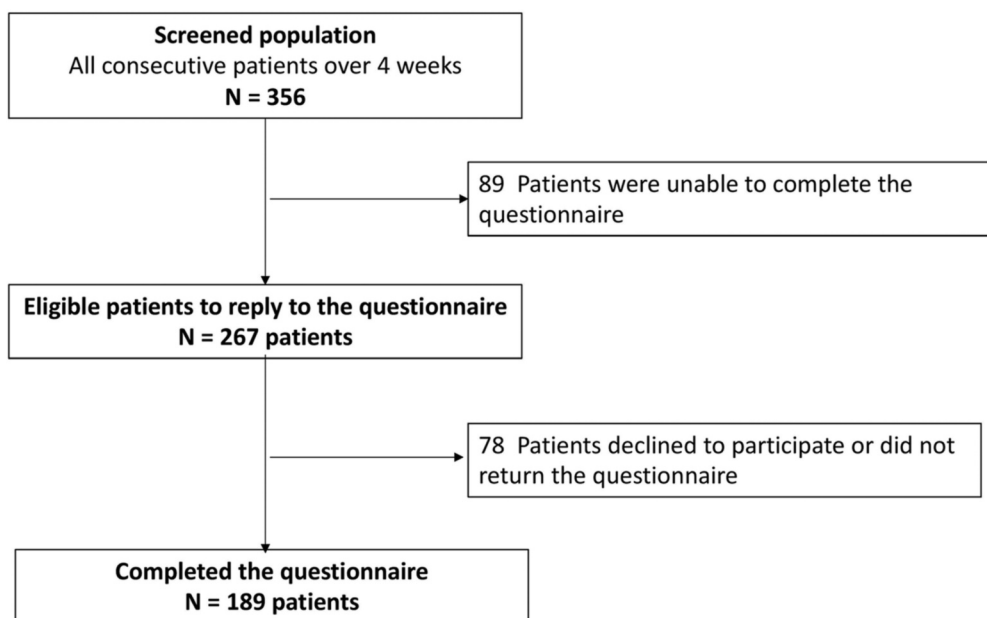 Screened population
All consecutive patients over 4 weeks
N = 356
89 Patients were unable to complete the
questionnaire
Eligible patients to reply to the questionnaire
N = 267 patients
78 Patients declined to participate or did not
return the questionnaire
Completed the questionnaire
N = 189 patients